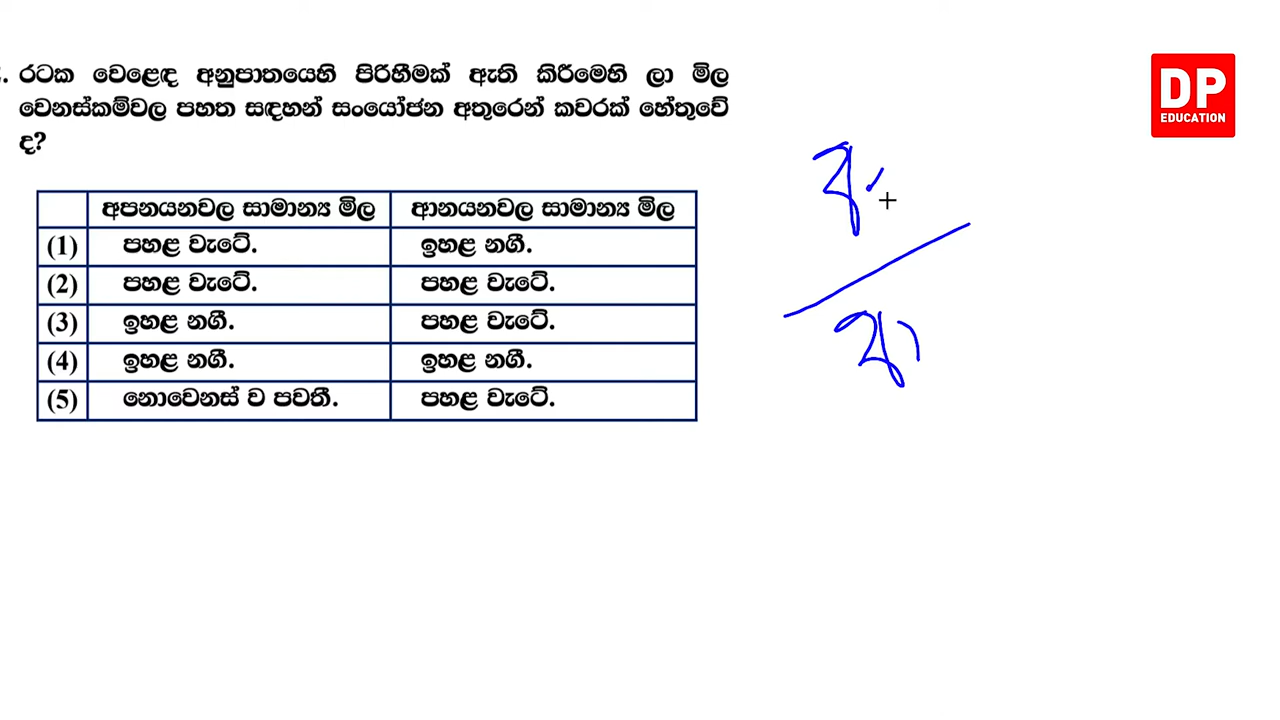 . රටක වෙළෙඳ අනුපාතයෙහි පිරිහීමක් ඇති කිරීමෙහි ලා මිල
වෙනස්කම්වල පහත සඳහන් සංයෝජන අතුරෙන් කවරක් හේතුවේ
ද?
අපනයනවල සාමාන්‍ය මිල ආනයනවල සාමාන්‍ය මිල
(1) පහළ වැටේ. ඉහළ නගී.
(2) පහළ වැටේ. පහළ වැටේ.
(3) ඉහළ නගී. පහළ වැටේ.
(4) ඉහළ නගී. ඉහළ නගී.
(5) නොවෙනස් ව පවතී. පහළ වැටේ.
DP
EDUCATION